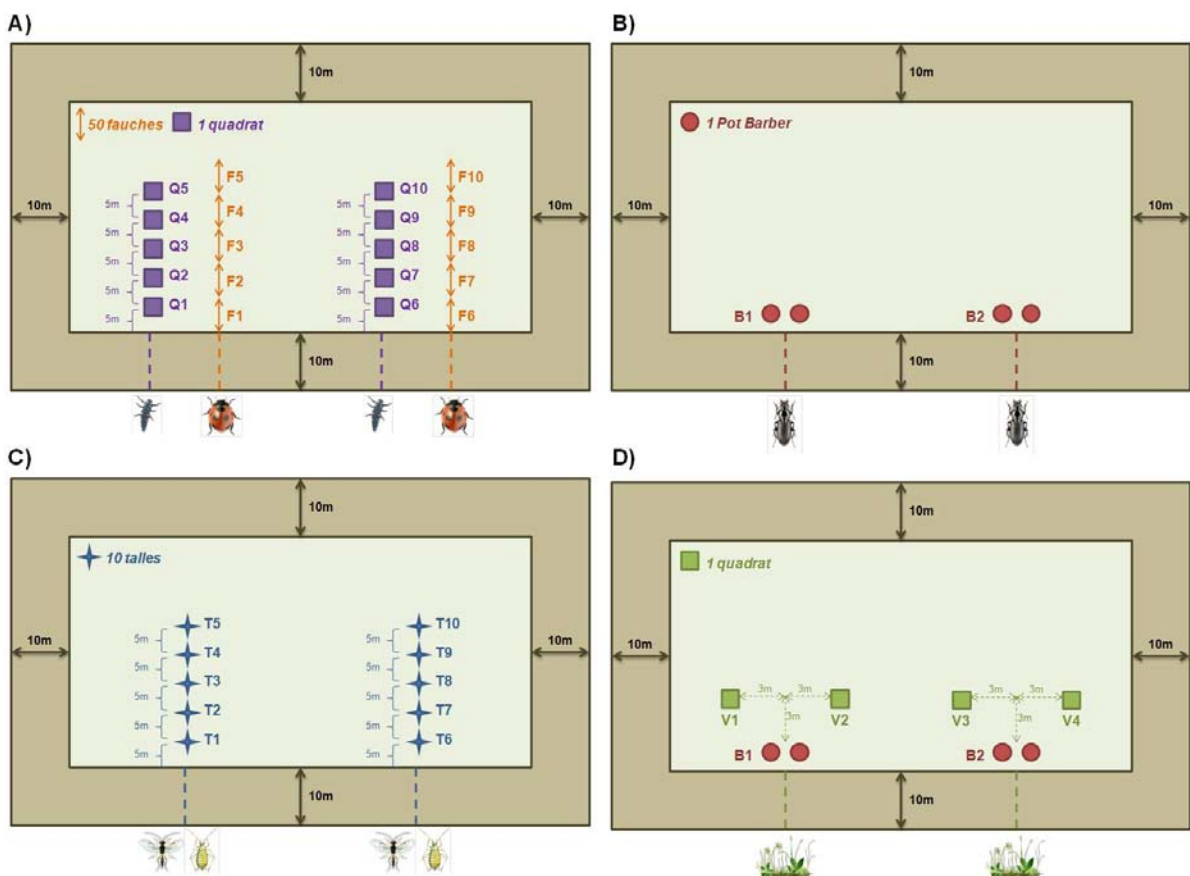 A)
10m
50 fauches
1 quadrat
Q5
F5
Q10
F10
5m
5m
Q4
F4
Q9
F9
10m
10m
5m
5m
Q3
F3
Q8
F8
5m
5m
Q2
F2
Q7
F7
5m
5m
Q1
F1
Q6
F6
5m
5m
10m
B)
10m
1 Pot Barber
10m
10m
B1
B2
10m
C)
10m
10 talles
T5
T10
5m
5m
T4
T9
10m
10m
5m
5m
T3
T8
5m
5m
T2
T7
5m
5m
T1
T6
5m
5m
10m
D)
10m
1 quadrat
10m
10m
3m
3m
3m
3m
V1
3m
V2
V3
3m
V4
B1
B2
10m